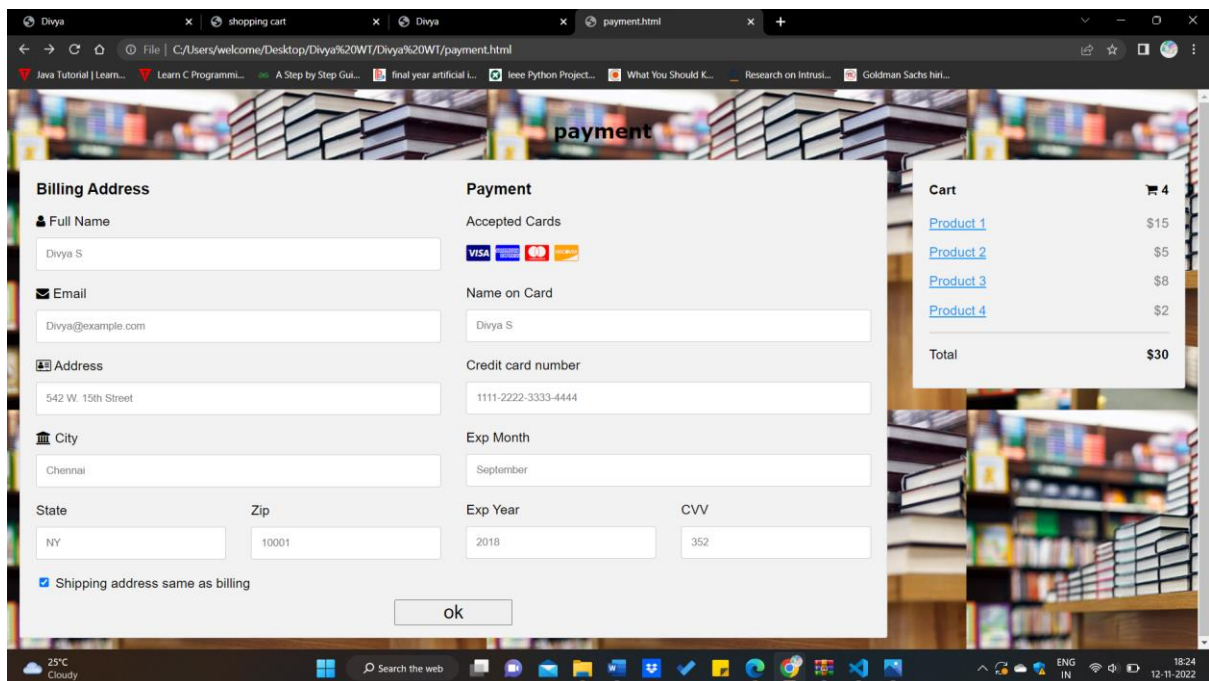 Divya
shopping cart
Divya
payment.html
File | C:/Users/welcome/Desktop/Divya%20WT/Divya%20WT/payment.html
Java Tutorial | Learn...
Learn C Programmi...
A Step by Step Gui...
final year artificial i...
Ieee Python Project...
What You Should K...
Research on Intrusi...
Goldman Sachs hiri...
payment
Billing Address
Full Name
Divya S
Email
Divya@example.com
Address
542 W. 15th Street
City
Chennai
State Zip
NY 10001
Shipping address same as billing
Payment
Accepted Cards
VISA
Name on Card
Divya S
Credit card number
1111-2222-3333-4444
Exp Month
September
Exp Year CVV
2018 352
ok
Cart 4
Product 1 $15
Product 2 $5
Product 3 $8
Product 4 $2
Total $30
25°C
Cloudy
Search the web
ENG
IN
18:24
12-11-2022